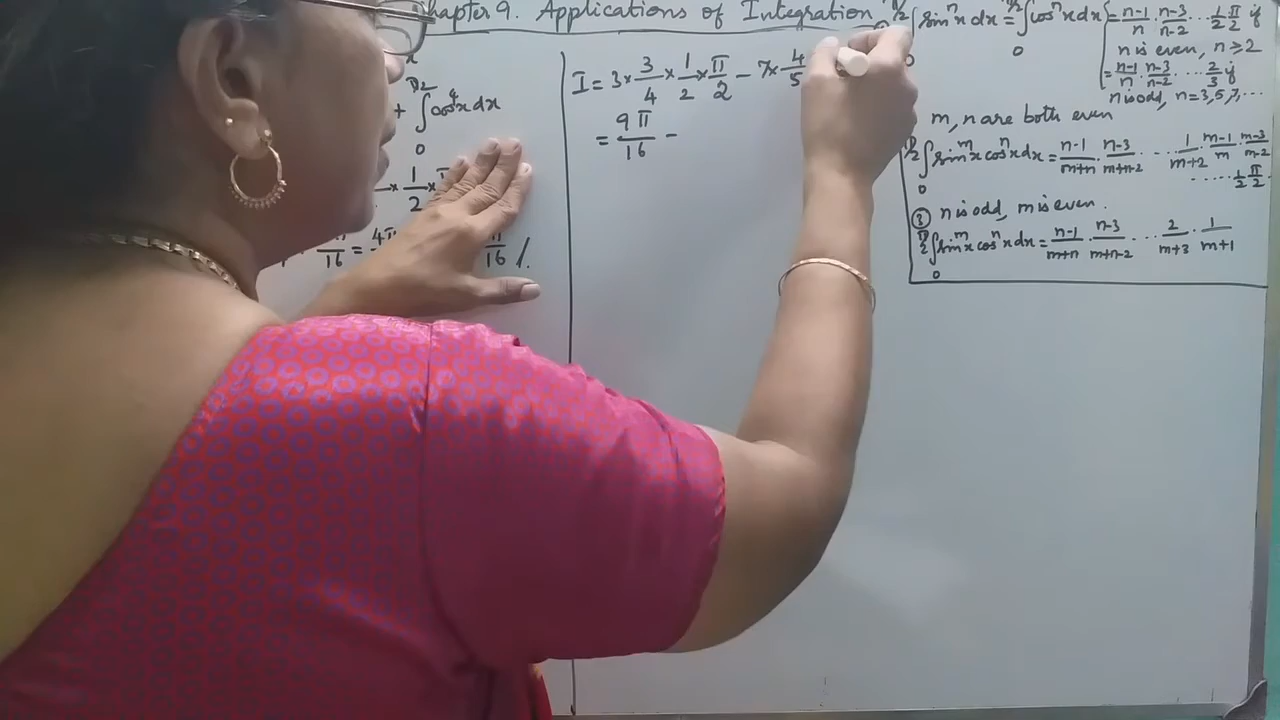 Chapter 9. Applications of Integration
x
π/2
+ ∫ cos⁴x dx
0
× 1/2 ×
π/16 = 4π
π/16 //.
I = 3 × 3/4 × 1/2 × π/2 − 7 × 4/5
= 9π/16 −
π/2 ∫ sinⁿx dx = π/2 ∫ cosⁿx dx = n-1/n · n-3/n-2 ... 1/2 π/2 if
0 0
n is even, n ≥ 2
= n-1/n · n-3/n-2 ... 2/3 if
n is odd, n = 3, 5, 7, ...
m, n are both even
π/2 ∫ sinᵐx cosⁿx dx = n-1/m+n · n-3/m+n-2 ... 1/m+2 · m-1/m · m-3/m-2
0
..... 1/2 π/2.
③ n is odd, m is even.
π/2 ∫ sinᵐx cosⁿx dx = n-1/m+n · n-3/m+n-2 ... 2/m+3 · 1/m+1
0